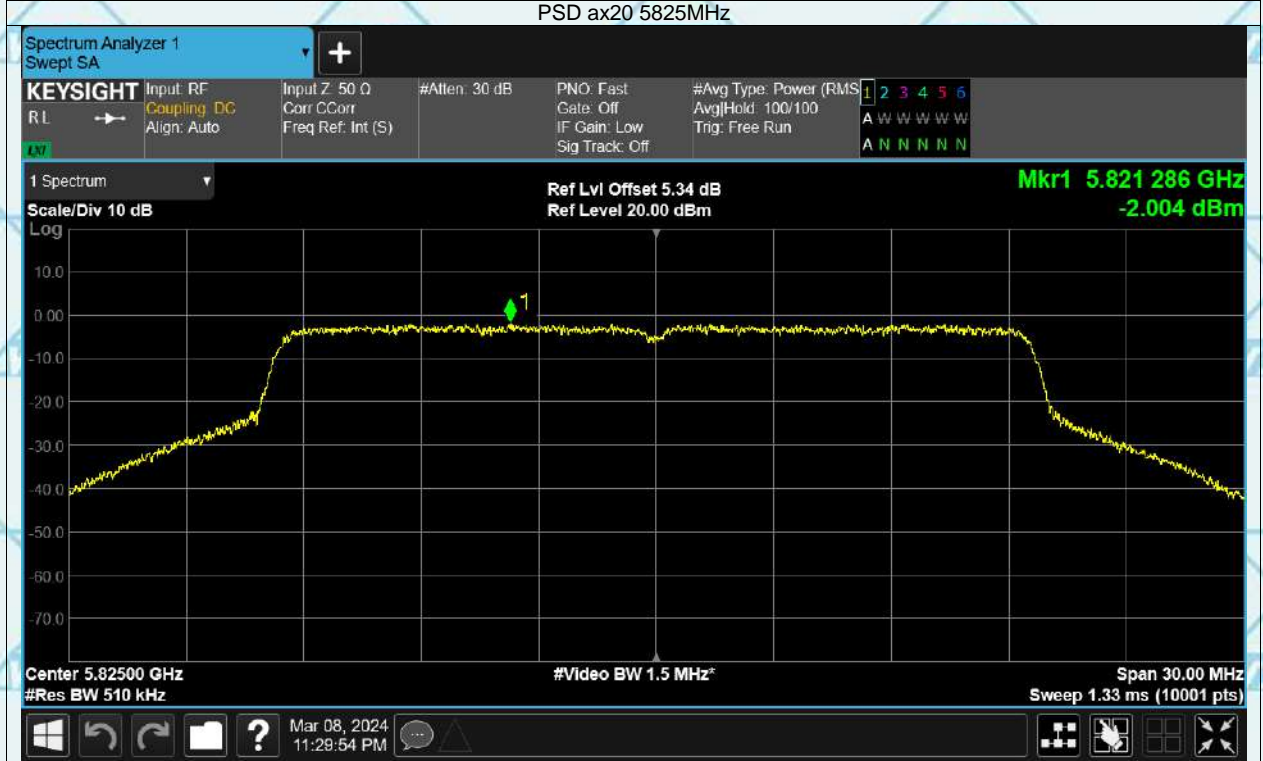 PSD ax20 5825MHz
Spectrum Analyzer 1
Swept SA
KEYSIGHT
R L
LXI
Input: RF
Coupling: DC
Align: Auto
Input Z: 50 Ω
Corr CCorr
Freq Ref: Int (S)
#Atten: 30 dB
PNO: Fast
Gate: Off
IF Gain: Low
Sig Track: Off
#Avg Type: Power (RMS
Avg|Hold: 100/100
Trig: Free Run
1 2 3 4 5 6
A W W W W W
A N N N N N
1 Spectrum
Scale/Div 10 dB
Log
Ref Lvl Offset 5.34 dB
Ref Level 20.00 dBm
Mkr1 5.821 286 GHz
-2.004 dBm
10.0
0.00
-10.0
-20.0
-30.0
-40.0
-50.0
-60.0
-70.0
1
Center 5.82500 GHz
#Res BW 510 kHz
#Video BW 1.5 MHz*
Span 30.00 MHz
Sweep 1.33 ms (10001 pts)
?
Mar 08, 2024
11:29:54 PM